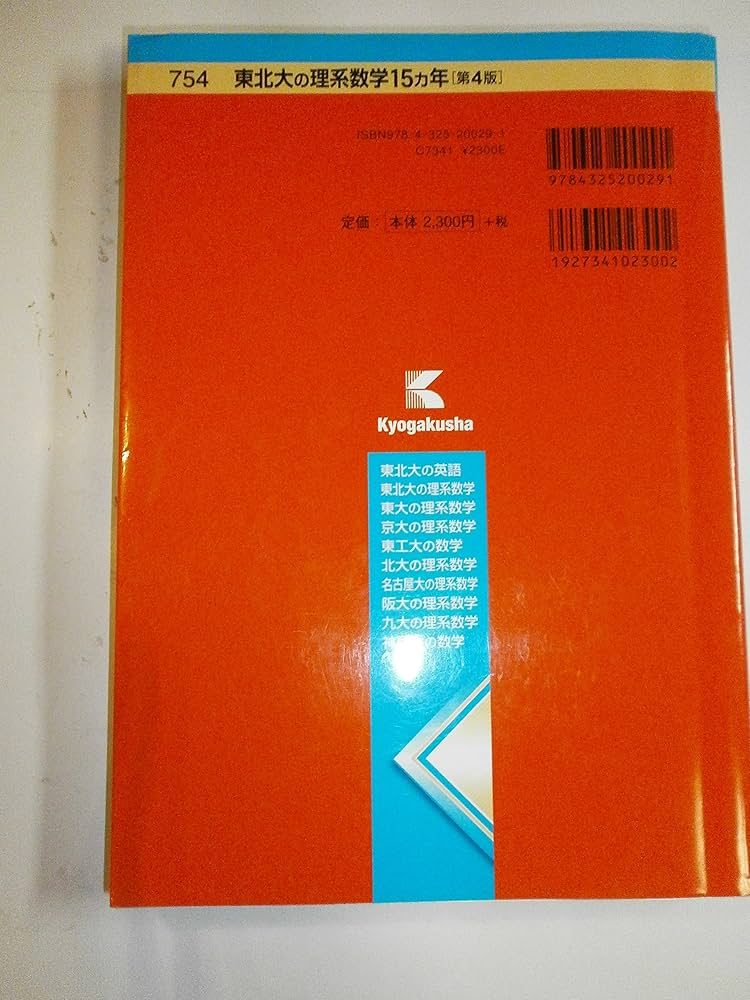 754 東北大の理系数学15カ年[第4版]
ISBN978-4-325-20029-1
C7341 ¥2300E
9784325200291
定価：本体 2,300円＋税
1927341023002
Kyogakusha
東北大の英語
東北大の理系数学
東大の理系数学
京大の理系数学
東工大の数学
北大の理系数学
名古屋大の理系数学
阪大の理系数学
九大の理系数学
の数学